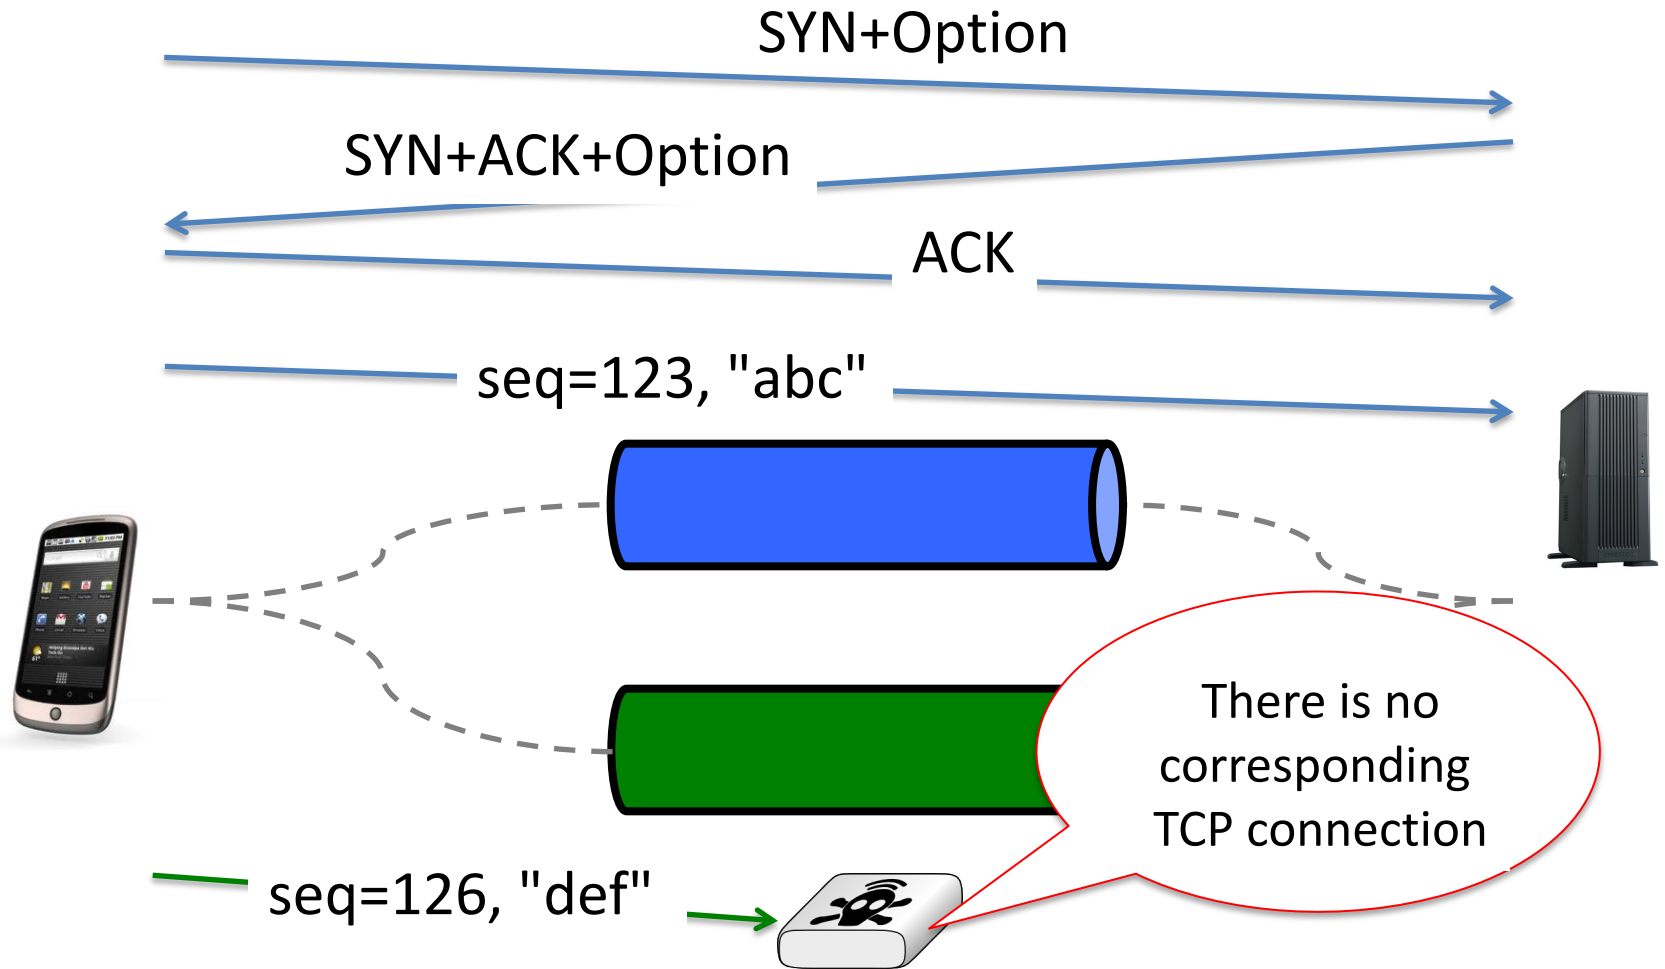 SYN+Option
SYN+ACK+Option
ACK
seq=123, "abc"
There is no
corresponding
TCP connection
seq=126, "def"